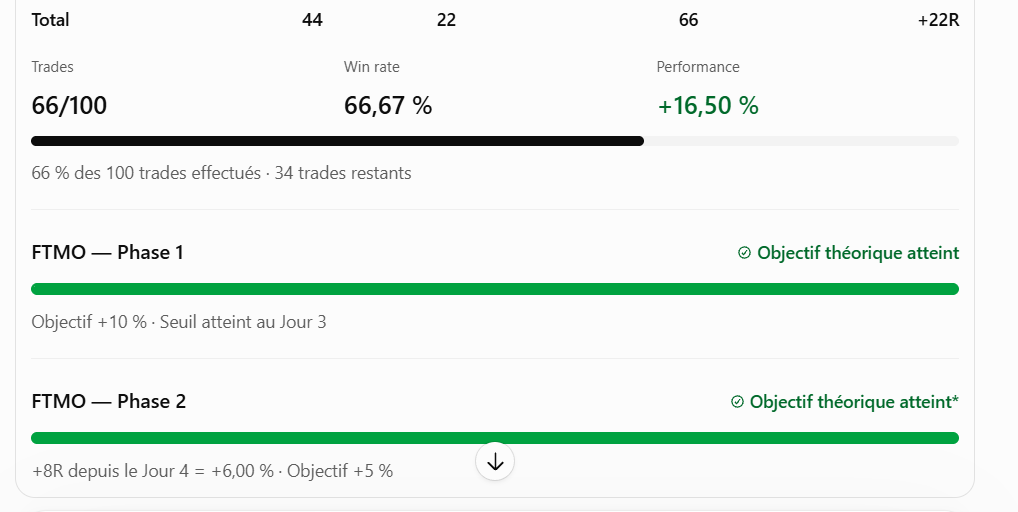 Total 44 22 66 +22R
Trades Win rate Performance
66/100 66,67 % +16,50 %
66 % des 100 trades effectués · 34 trades restants
FTMO — Phase 1 Objectif théorique atteint
Objectif +10 % · Seuil atteint au Jour 3
FTMO — Phase 2 Objectif théorique atteint*
+8R depuis le Jour 4 = +6,00 % · Objectif +5 %